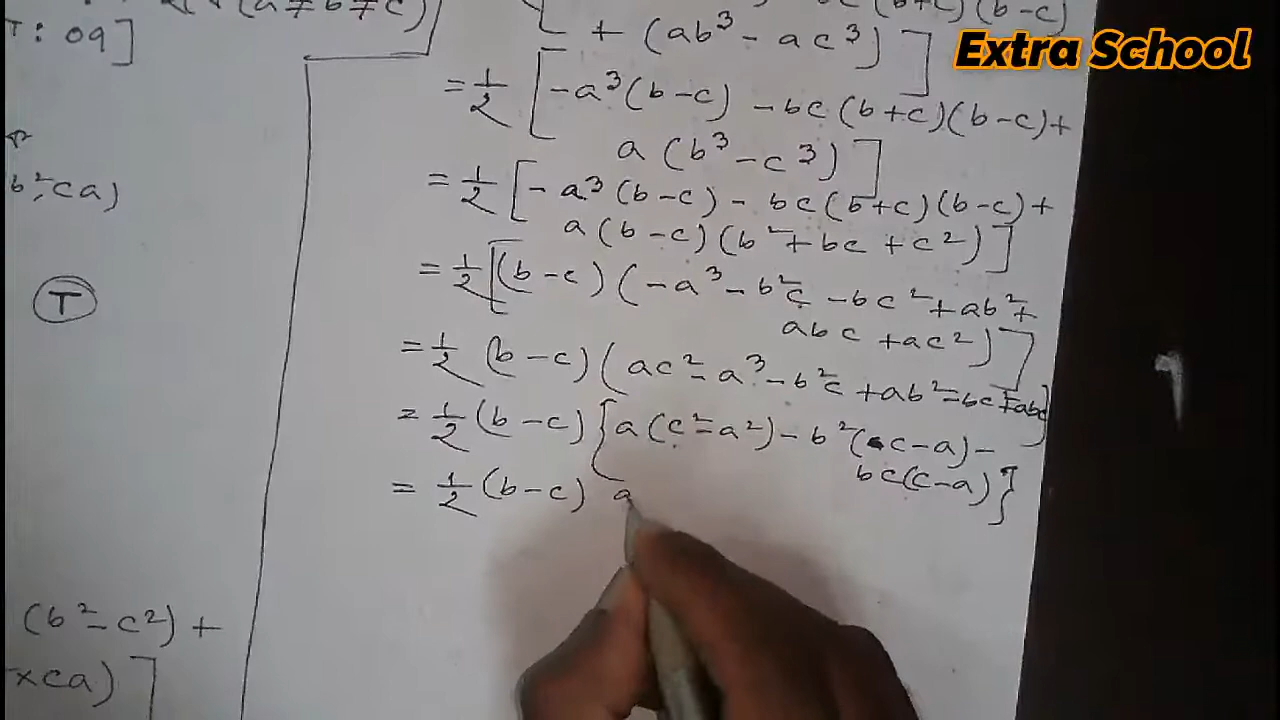 (a≠b≠c)
T: 09]
(b+c)(b-c)
+ (ab³ - ac³)]
Extra School
= 1/2 [-a³(b-c) - bc(b+c)(b-c)+
a(b³-c³)]
= 1/2 [-a³(b-c) - bc(b+c)(b-c)+
a(b-c)(b²+bc+c²)]
= 1/2 [(b-c)(-a³-b²c-bc²+ab²+
abc+ac²)]
= 1/2 (b-c)(ac²-a³-b²c+ab²-bc²+abc}
= 1/2 (b-c){a(c²-a²)-b²(c-a)-
bc(c-a)}
= 1/2 (b-c) a
b², ca)
T
(b²-c²)+
×ca)]